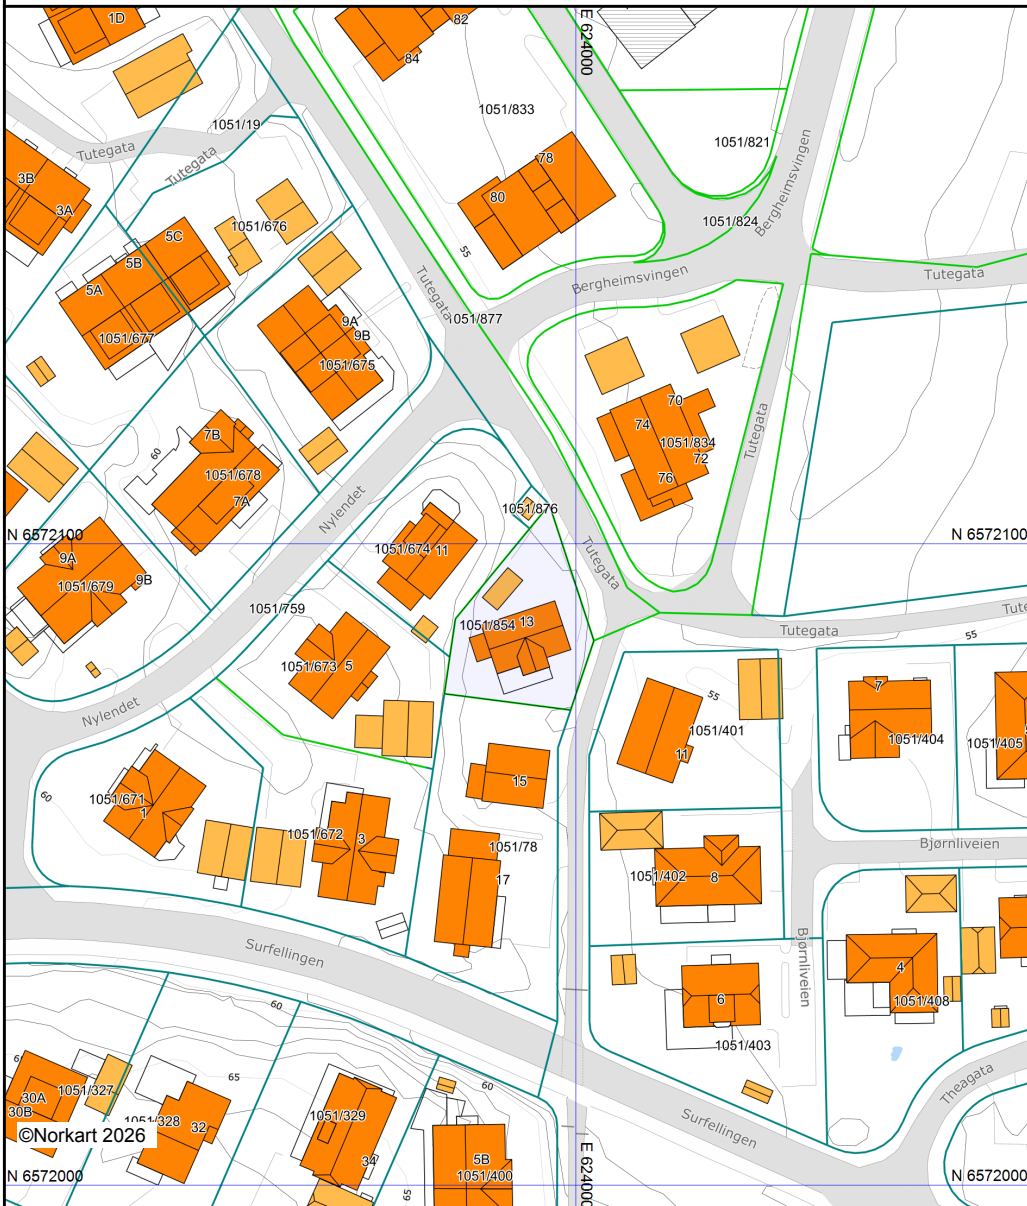 1D
82
84
E 624000
1051/833
1051/19
1051/821
Tutegata
Tutegata
Bergheimsvingen
78
3B
80
3A
1051/824
1051/676
5C
5B
55
5A
Bergheimsvingen
Tutegata
Tutegata
9A
1051/877
9B
1051/677
1051/675
70
74
Tutegata
7B
1051/834
60
72
1051/678
76
7A
Nylendet
1051/876
N 6572100
N 6572100
9A
1051/674
11
Tutegata
9B
1051/679
1051/759
Tute
1051/854
13
Tutegata
55
1051/673
5
7
55
Nylendet
1051/401
1051/404
1051/405
11
15
60
1051/671
1
1051/672
3
Bjørnliveien
1051/78
1051/402
8
17
Surfellingen
Bjørnliveien
4
6
1051/408
60
1051/403
65
60
Theagata
1051/327
30A
30B
1051/329
1051/328
32
©Norkart 2026
Surfellingen
5B
34
N 6572000
1051/400
E 624000
N 6572000
65